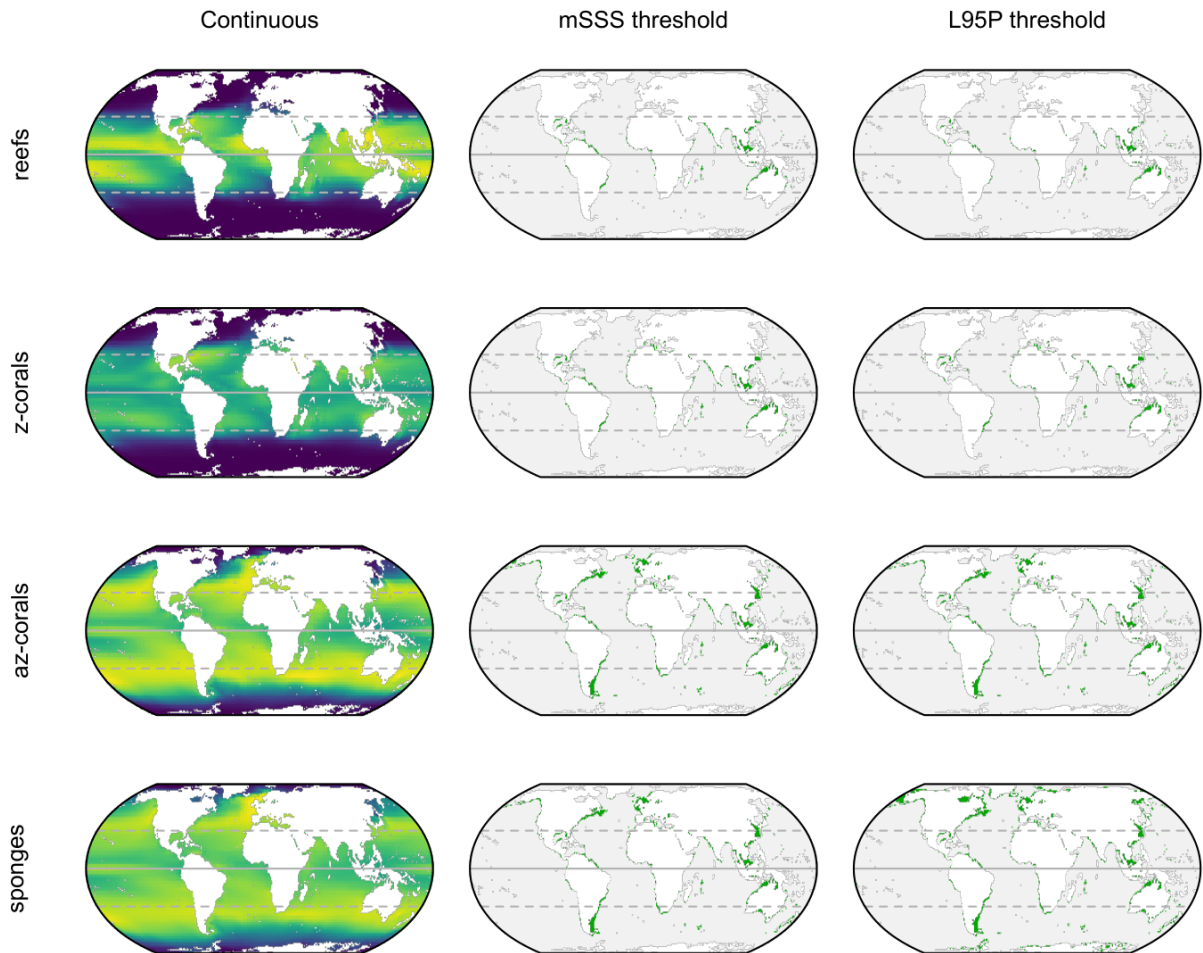 Continuous
mSSS threshold
L95P threshold
reefs
z-corals
az-corals
sponges